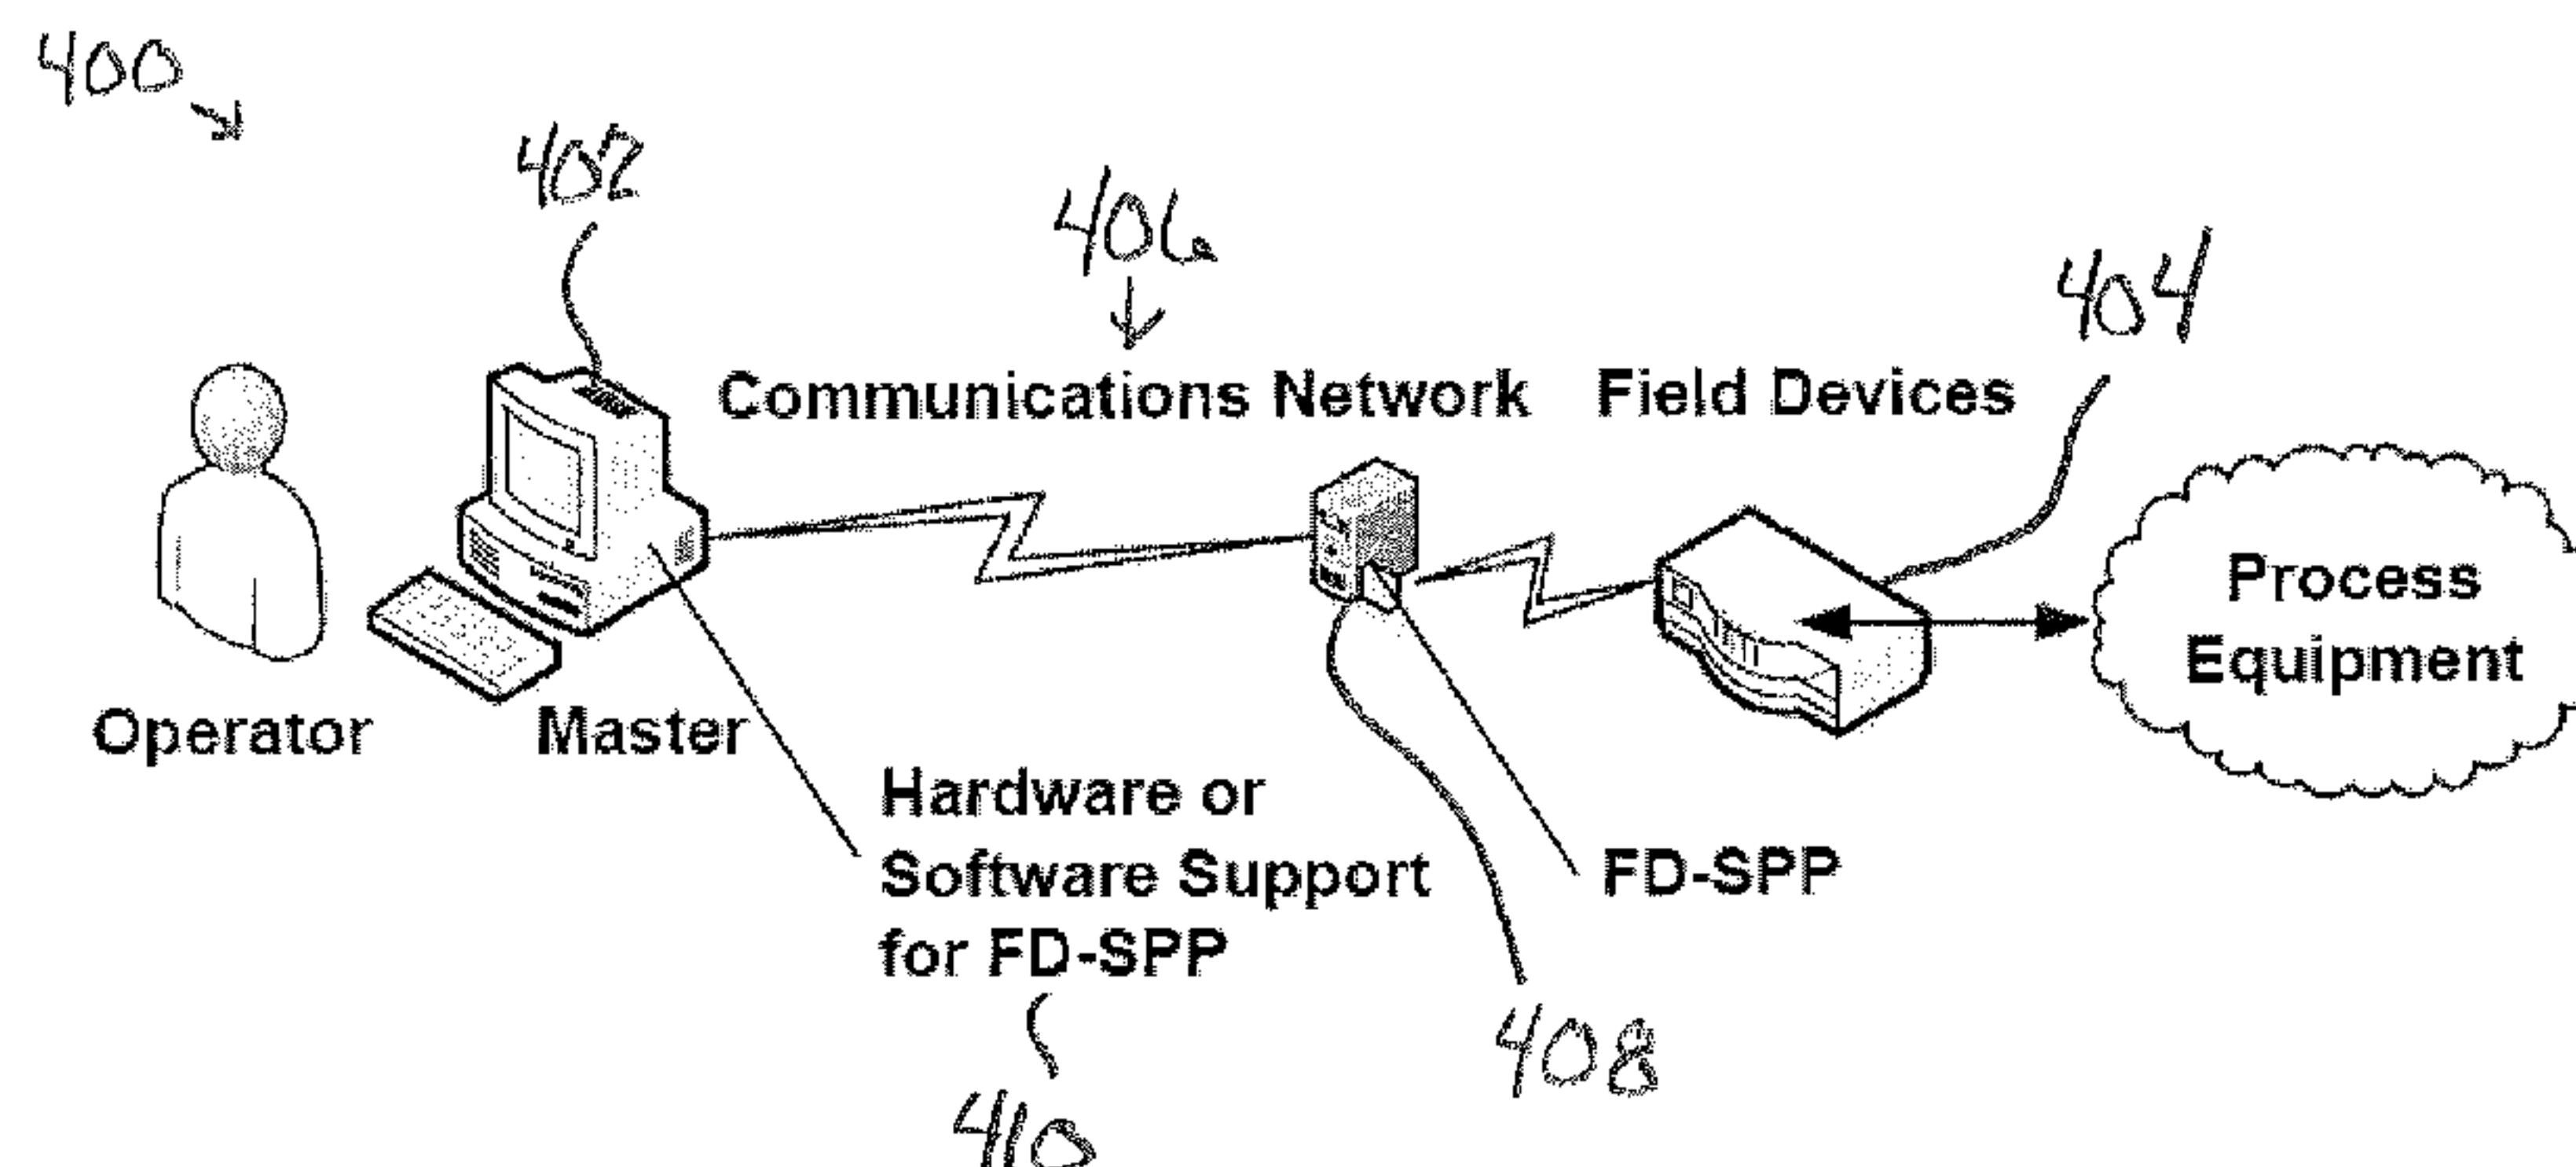 400
402
406
404
Communications Network
Field Devices
Process
Equipment
Operator
Master
Hardware or
Software Support
for FD-SPP
FD-SPP
408
410